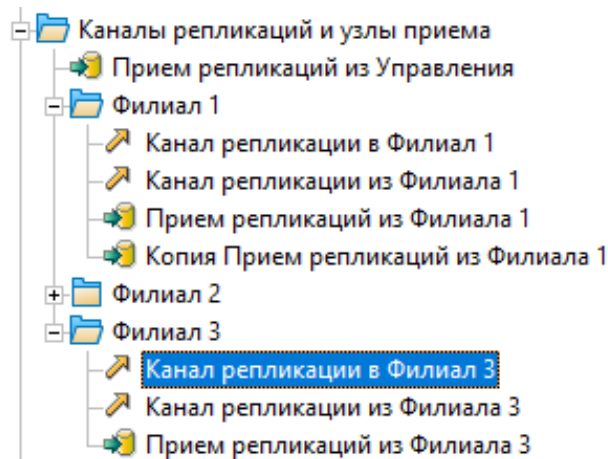 Каналы репликаций и узлы приема
Прием репликаций из Управления
Филиал 1
Канал репликации в Филиал 1
Канал репликации из Филиала 1
Прием репликаций из Филиала 1
Копия Прием репликаций из Филиала 1
Филиал 2
Филиал 3
Канал репликации в Филиал 3
Канал репликации из Филиала 3
Прием репликаций из Филиала 3